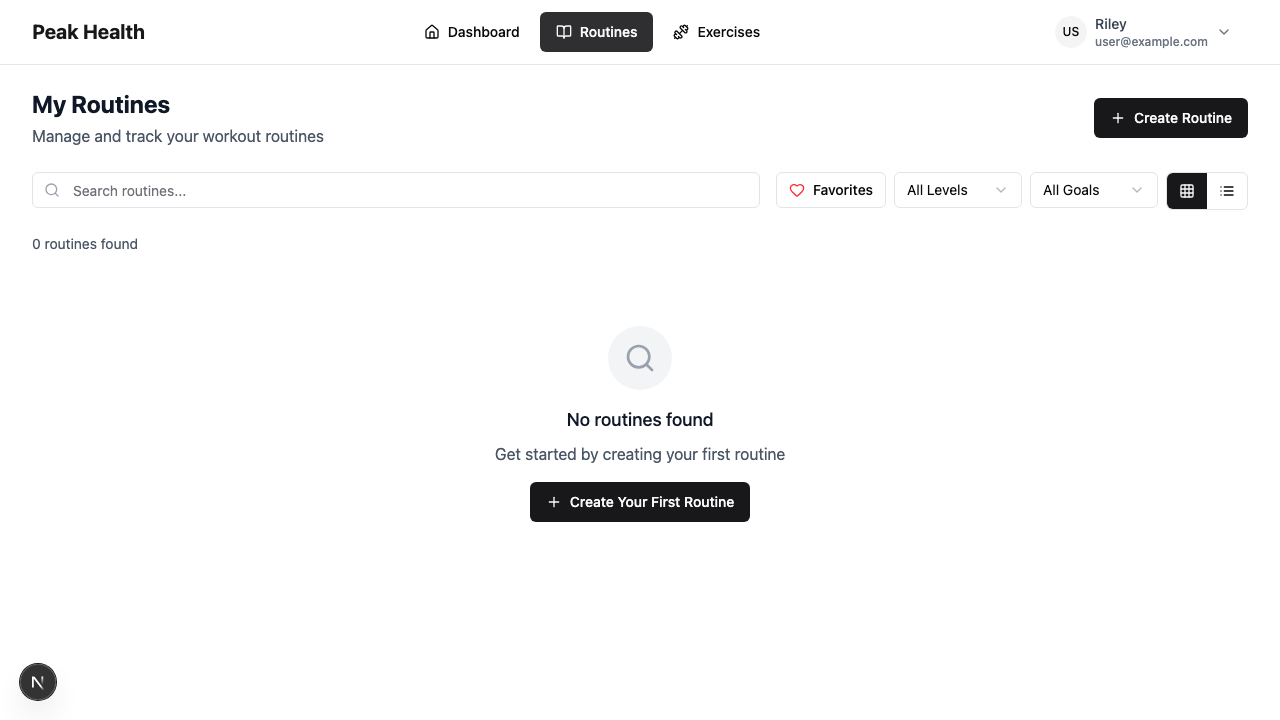 Peak Health
Dashboard
Routines
Exercises
US
Riley
user@example.com
My Routines
Manage and track your workout routines
Create Routine
Search routines...
Favorites
All Levels
All Goals
0 routines found
No routines found
Get started by creating your first routine
Create Your First Routine
N